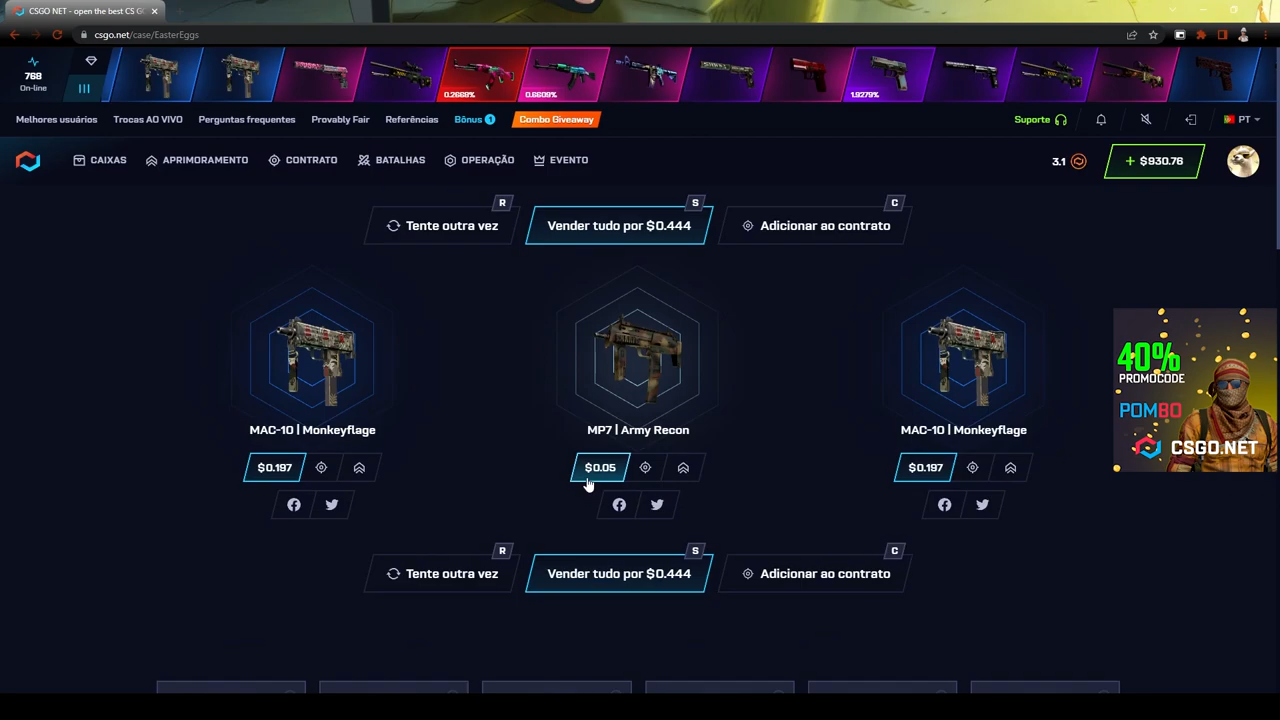 CSGO NET - open the best CS G
csgo.net/case/EasterEggs
768
On-line
0.2668%
0.6609%
1.9279%
Melhores usuários
Trocas AO VIVO
Perguntas frequentes
Provably Fair
Referências
Bônus 1
Combo Giveaway
Suporte
PT
CAIXAS
APRIMORAMENTO
CONTRATO
BATALHAS
OPERAÇÃO
EVENTO
3.1
+ $930.76
R
S
C
Tente outra vez
Vender tudo por $0.444
Adicionar ao contrato
MAC-10 | Monkeyflage
MP7 | Army Recon
MAC-10 | Monkeyflage
$0.197
$0.05
$0.197
R
S
C
Tente outra vez
Vender tudo por $0.444
Adicionar ao contrato
40%
PROMOCODE
POMBO
CSGO.NET